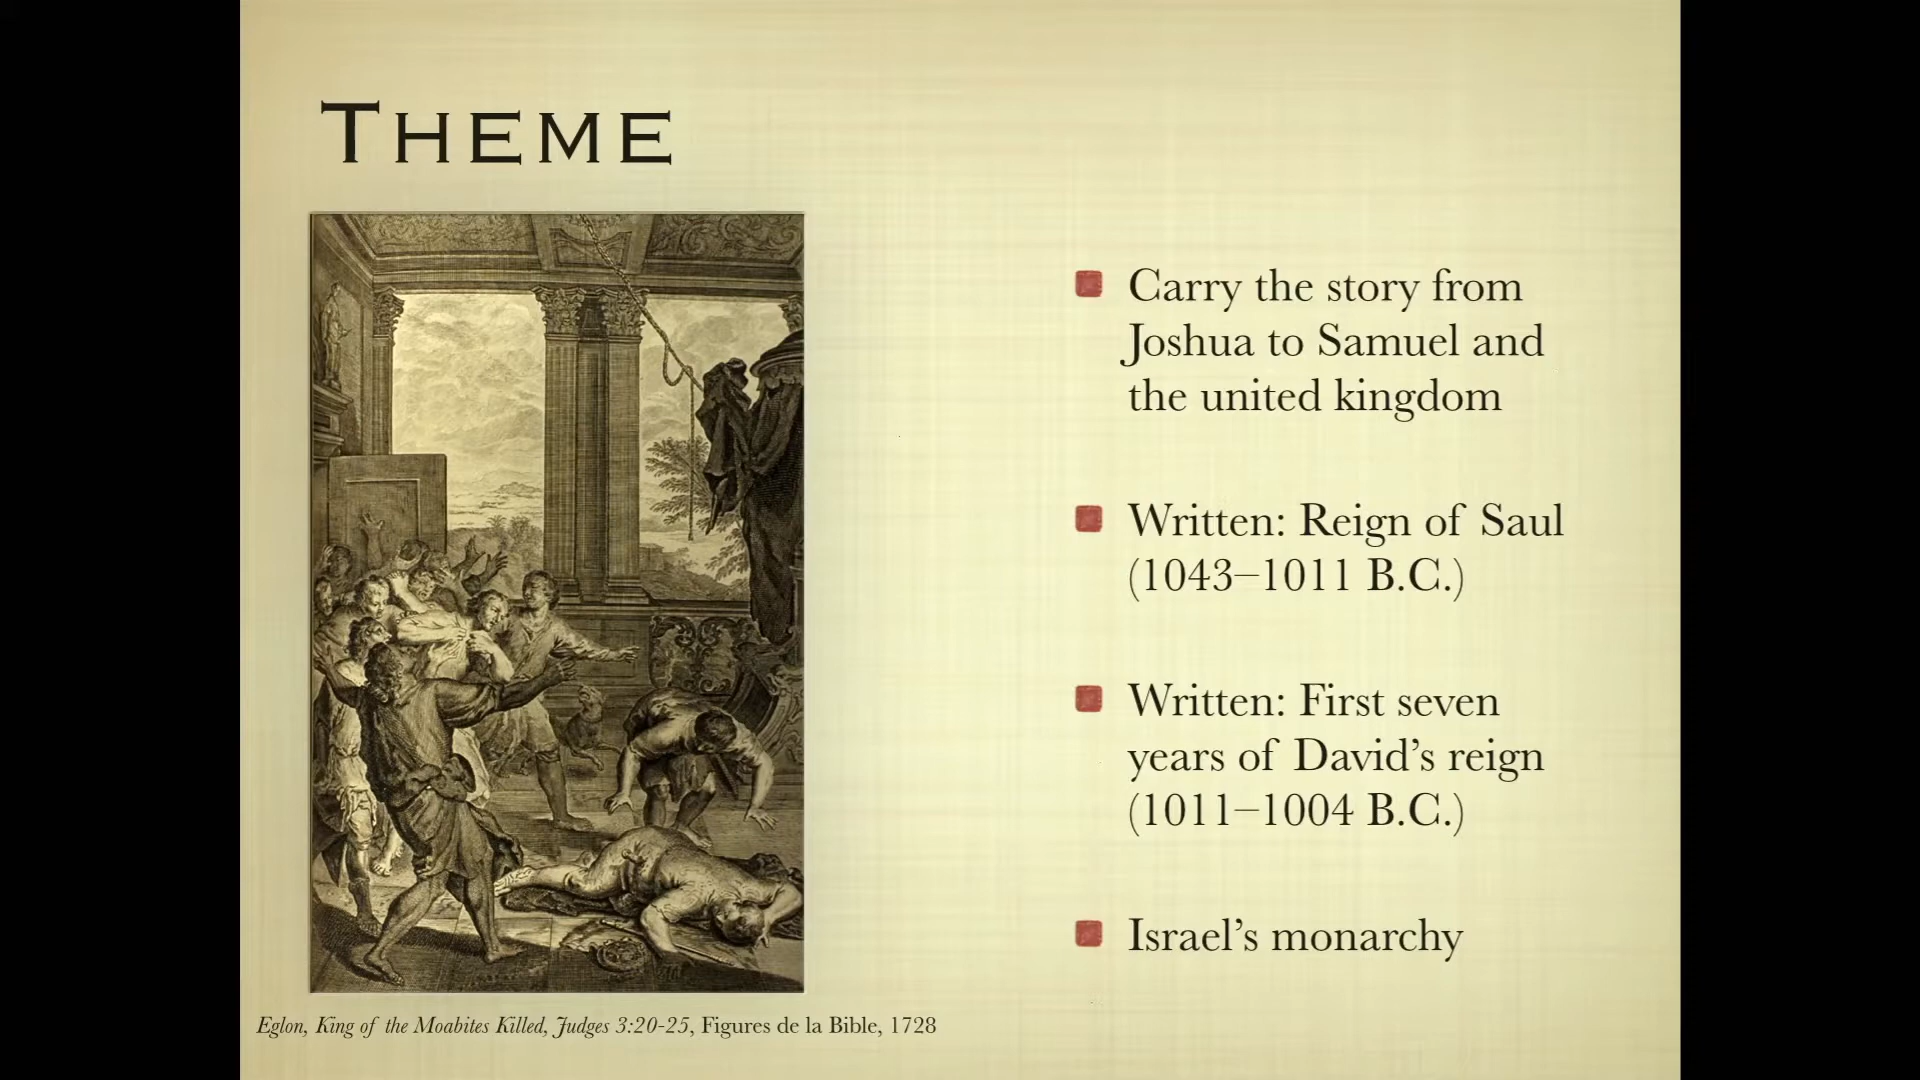 THEME
Carry the story from
Joshua to Samuel and
the united kingdom
Written: Reign of Saul
(1043–1011 B.C.)
Written: First seven
years of David’s reign
(1011–1004 B.C.)
Israel’s monarchy
Eglon, King of the Moabites Killed, Judges 3:20-25, Figures de la Bible, 1728